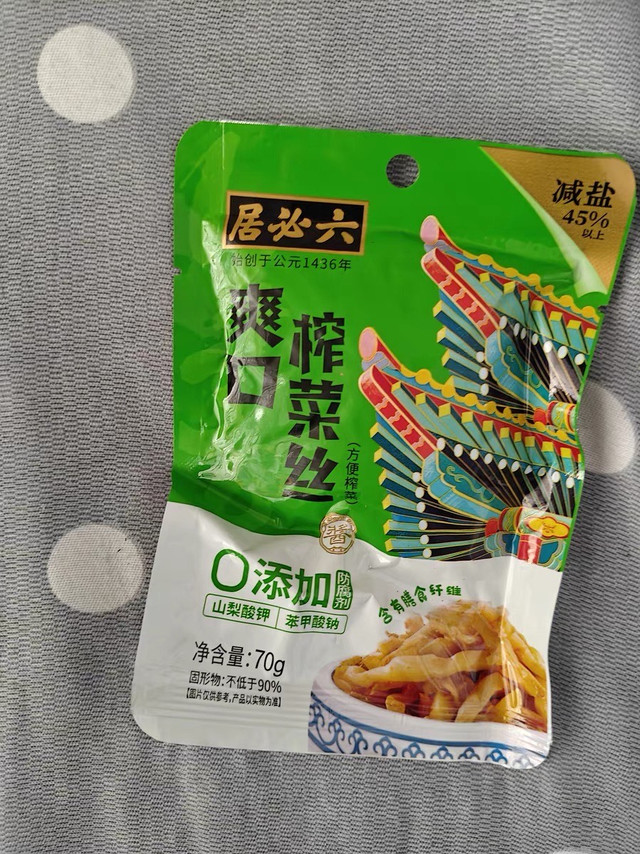 居必六
始创于公元1436年
减盐
45%
以上
爽口
榨菜丝
（方便榨菜）
酱
0添加防腐剂
山梨酸钾 苯甲酸钠
含有膳食纤维
净含量：70g
固形物：不低于90%
【图片仅供参考，产品以实物为准】